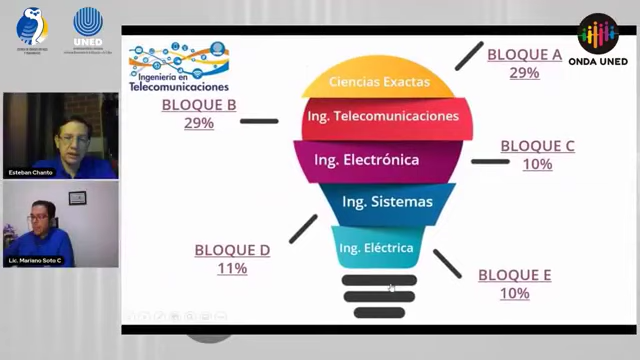 UNED
ONDA UNED
Ingeniería en
Telecomunicaciones
BLOQUE A
29%
Ciencias Exactas
BLOQUE B
29%
Ing. Telecomunicaciones
BLOQUE C
10%
Ing. Electrónica
Ing. Sistemas
BLOQUE D
11%
Ing. Eléctrica
BLOQUE E
10%
Esteban Chanto
Lic. Mariano Soto C